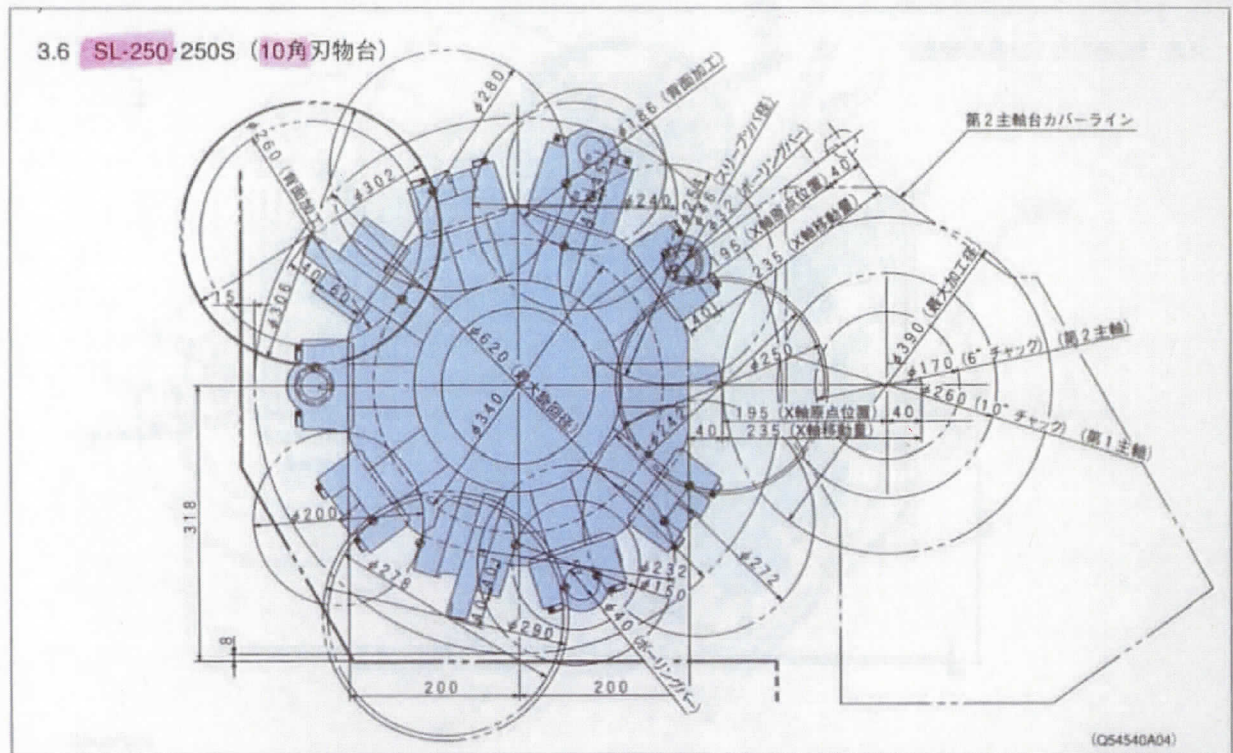 3.6 SL-250・250S (10角刃物台)
φ280
φ186 (背面加工)
第2主軸台カバーライン
φ260 (背面加工)
φ302
φ240
φ254
φ46 (スリーブツバ径)
φ32 (ボーリングバー)
195 (X軸原点位置)
40
235 (X軸移動量)
15
φ306
40
60
40
φ620 (最大旋回径)
φ250
φ390 (最大加工径)
φ170 (6" チャック) (第2主軸)
φ260 (10" チャック) (第1主軸)
φ340
φ242
195 (X軸原点位置)
40
40
235 (X軸移動量)
318
φ200
φ278
φ232
φ150
φ272
φ290
φ40 (ボーリングバー)
8
200
200
(Q54540A04)